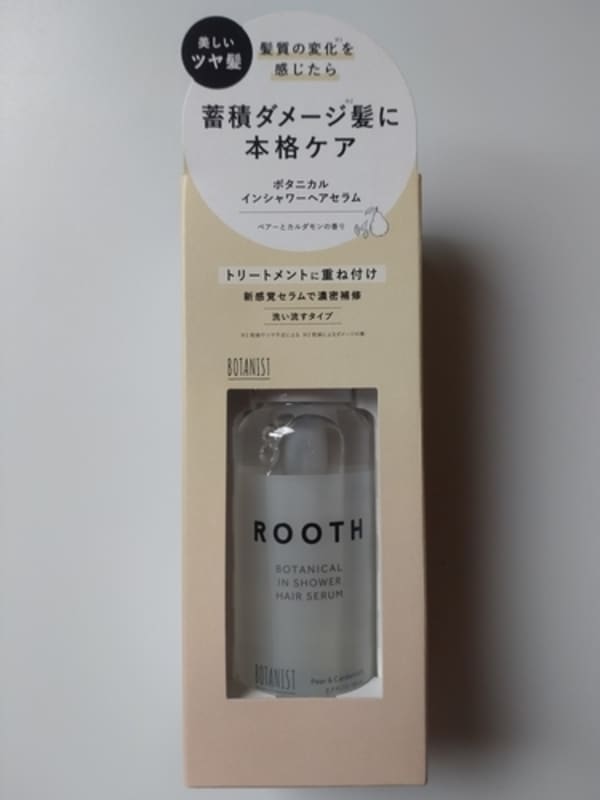 美しい
ツヤ髪
髪質の変化を※1
感じたら
蓄積ダメージ※2髪に
本格ケア
ボタニカル
インシャワーヘアセラム
ペアーとカルダモンの香り
トリートメントに重ね付け
新感覚セラムで濃密補修
洗い流すタイプ
BOTANIST
ROOTH
BOTANICAL
IN SHOWER
HAIR SERUM
BOTANIST
Pear & Cardamom